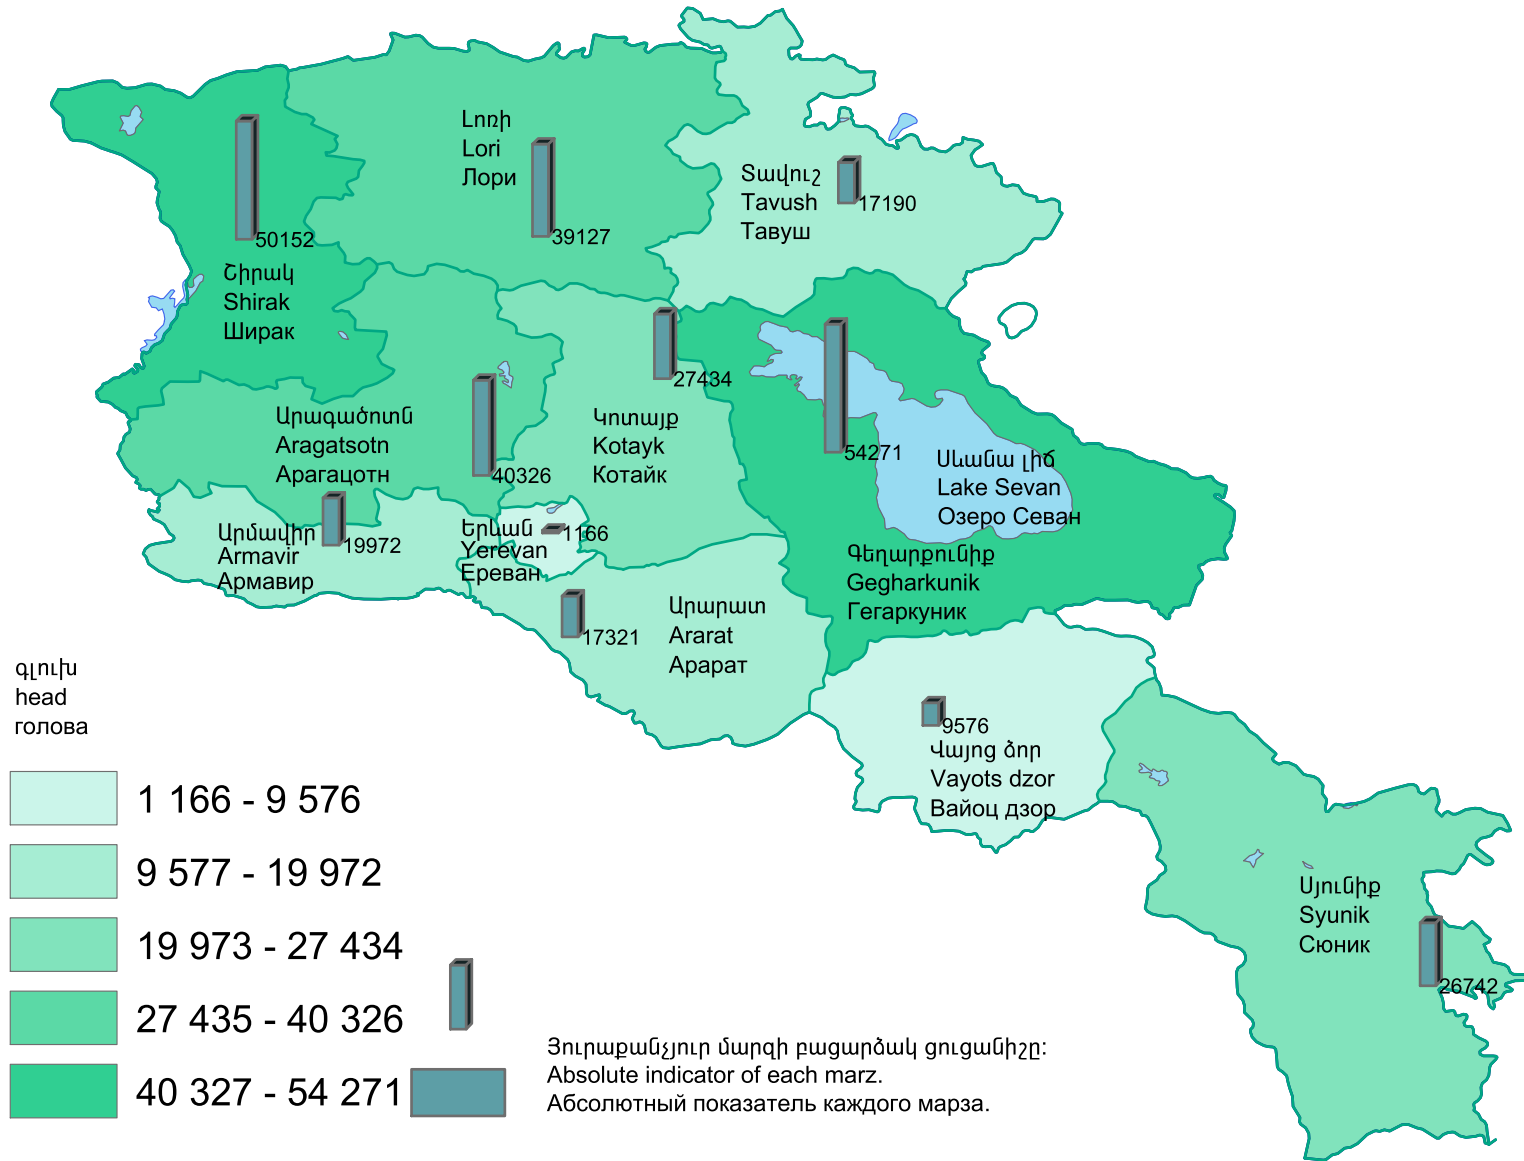 Լոռի
Lori
Лори
39127
Տավուշ
Tavush
Тавуш
17190
50152
Շիրակ
Shirak
Ширак
27434
Արագածոտն
Aragatsotn
Арагацотн
40326
Կոտայք
Kotayk
Котайк
54271
Սևանա լիճ
Lake Sevan
Озеро Севан
Արմավիր
Armavir
Армавир
19972
Երևան
Yerevan
Ереван
1166
Գեղարքունիք
Gegharkunik
Гегаркуник
17321
Արարատ
Ararat
Арарат
9576
Վայոց ձոր
Vayots dzor
Вайоц дзор
Սյունիք
Syunik
Сюник
26742
գլուխ
head
голова
1 166 - 9 576
9 577 - 19 972
19 973 - 27 434
27 435 - 40 326
40 327 - 54 271
Յուրաքանչյուր մարզի բացարձակ ցուցանիշը:
Absolute indicator of each marz.
Абсолютный показатель каждого марза.